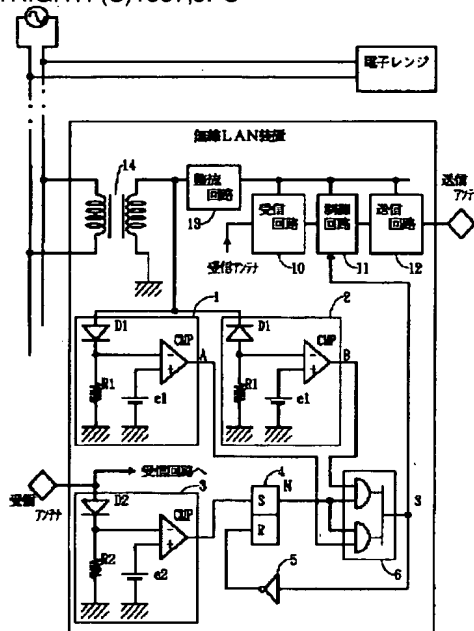 電子レンジ
無線LAN装置
14
整流
回路
13
受信
回路
10
制御
回路
11
送信
回路
12
送信
アンテナ
受信アンテナ
1
D1
CMP
A
R1
e1
2
D1
CMP
B
R1
e1
受信回路へ
受信
アンテナ
3
D2
CMP
R2
e2
4
S
R
N
5
6
S